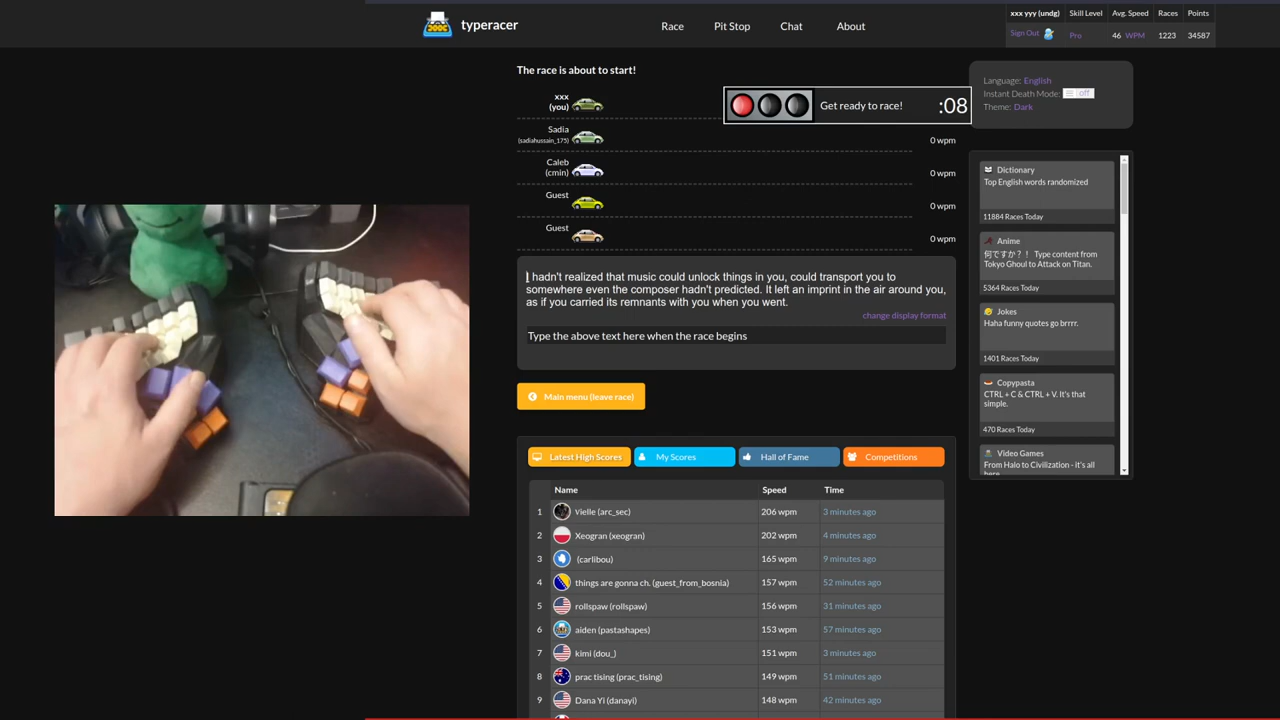 typeracer
Race
Pit Stop
Chat
About
xxx yyy (undg)
Skill Level
Avg. Speed
Races
Points
Sign Out
Pro
46 WPM
1223
34587
The race is about to start!
xxx
(you)
Get ready to race!
:08
Sadia
(sadiahussain_175)
0 wpm
Caleb
(cmin)
0 wpm
Guest
0 wpm
Guest
0 wpm
I hadn't realized that music could unlock things in you, could transport you to
somewhere even the composer hadn't predicted. It left an imprint in the air around you,
as if you carried its remnants with you when you went.
change display format
Type the above text here when the race begins
Main menu (leave race)
Latest High Scores
My Scores
Hall of Fame
Competitions
Name Speed Time
1 Vielle (arc_sec) 206 wpm 3 minutes ago
2 Xeogran (xeogran) 202 wpm 4 minutes ago
3 (carlibou) 165 wpm 9 minutes ago
4 things are gonna ch. (guest_from_bosnia) 157 wpm 52 minutes ago
5 rollspaw (rollspaw) 156 wpm 31 minutes ago
6 aiden (pastashapes) 153 wpm 57 minutes ago
7 kimi (dou_) 151 wpm 3 minutes ago
8 prac tising (prac_tising) 149 wpm 51 minutes ago
9 Dana Yi (danayi) 148 wpm 42 minutes ago
Language: English
Instant Death Mode: off
Theme: Dark
Dictionary
Top English words randomized
11884 Races Today
Anime
何ですか？！ Type content from
Tokyo Ghoul to Attack on Titan.
5364 Races Today
Jokes
Haha funny quotes go brrrr.
1401 Races Today
Copypasta
CTRL + C & CTRL + V. It's that
simple.
470 Races Today
Video Games
From Halo to Civilization - it's all
here